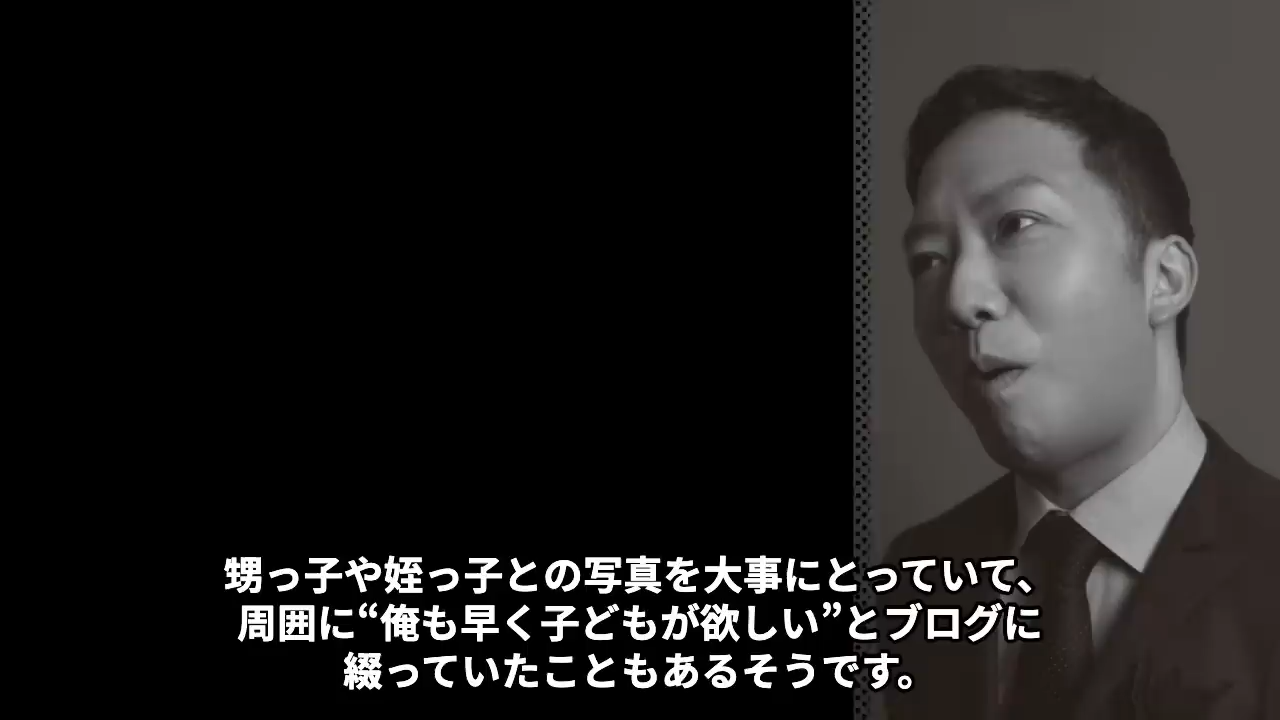 甥っ子や姪っ子との写真を大事にとっていて、
周囲に“俺も早く子どもが欲しい”とブログに
綴っていたこともあるそうです。